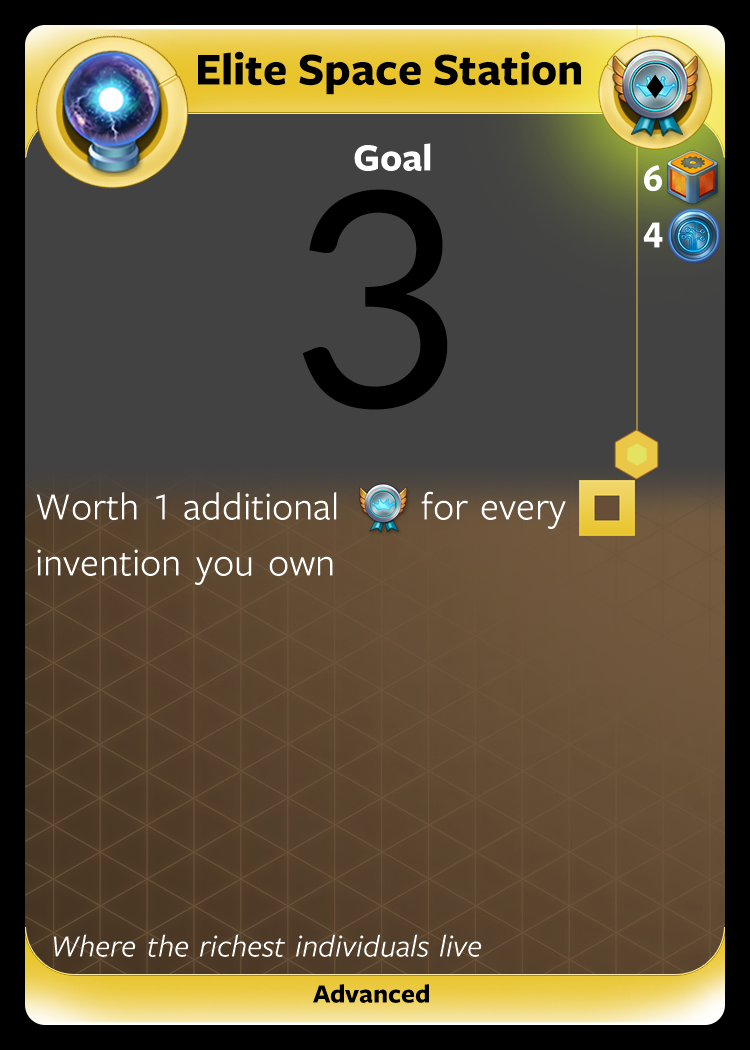 Elite Space Station
Goal
3
6
4
Worth 1 additional for every
invention you own
Where the richest individuals live
Advanced